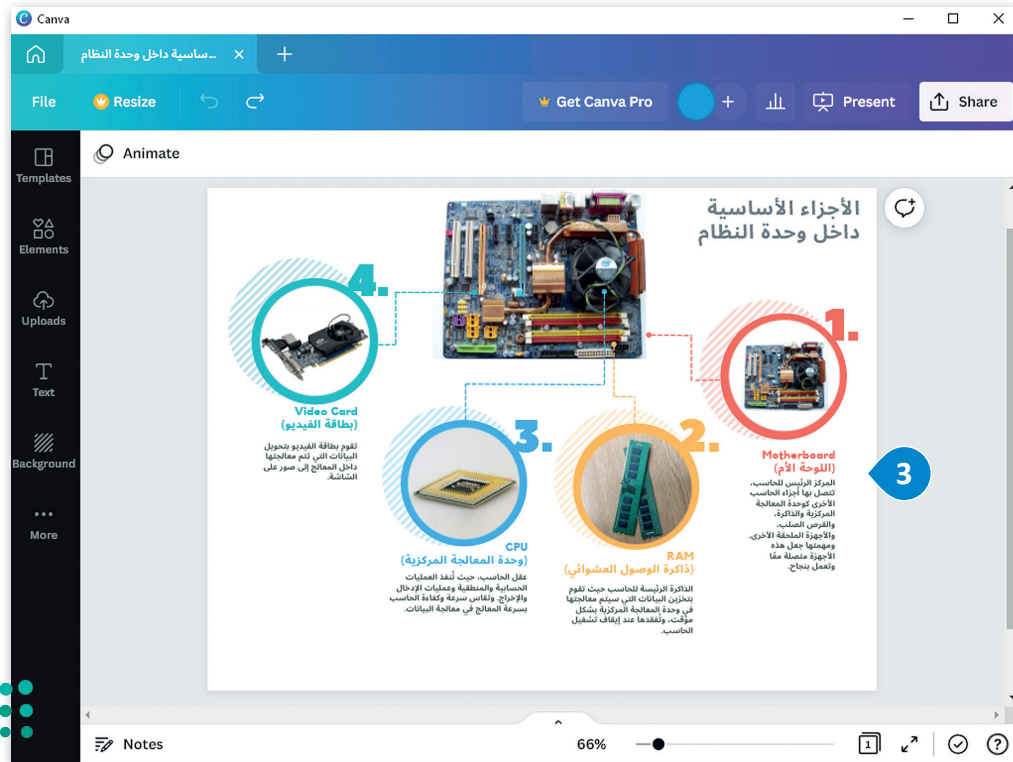 Canva
ساسية داخل وحدة النظام...
File
Resize
Get Canva Pro
Present
Share
Templates
Elements
Uploads
Text
Background
More
Animate
الأجزاء الأساسية
داخل وحدة النظام
1.
Motherboard
(اللوحة الأم)
المركز الرئيس للحاسب،
تتصل بها أجزاء الحاسب
الأخرى كوحدة المعالجة
المركزية والذاكرة،
والقرص الصلب،
والأجهزة الملحقة الأخرى.
ومهمتها جعل هذه
الأجهزة متصلة معًا
وتعمل بنجاح.
2.
RAM
(ذاكرة الوصول العشوائي)
الذاكرة الرئيسة للحاسب حيث تقوم
بتخزين البيانات التي سيتم معالجتها
في وحدة المعالجة المركزية بشكل
مؤقت، وتُفقدها عند إيقاف تشغيل
الحاسب.
3.
CPU
(وحدة المعالجة المركزية)
عقل الحاسب، حيث تُنفذ العمليات
الحسابية والمنطقية وعمليات الإدخال
والإخراج. وتقاس سرعة وكفاءة الحاسب
بسرعة المعالج في معالجة البيانات.
4.
Video Card
(بطاقة الفيديو)
تقوم بطاقة الفيديو بتحويل
البيانات التي تتم معالجتها
داخل المعالج إلى صور على
الشاشة.
3
Notes
66%
1